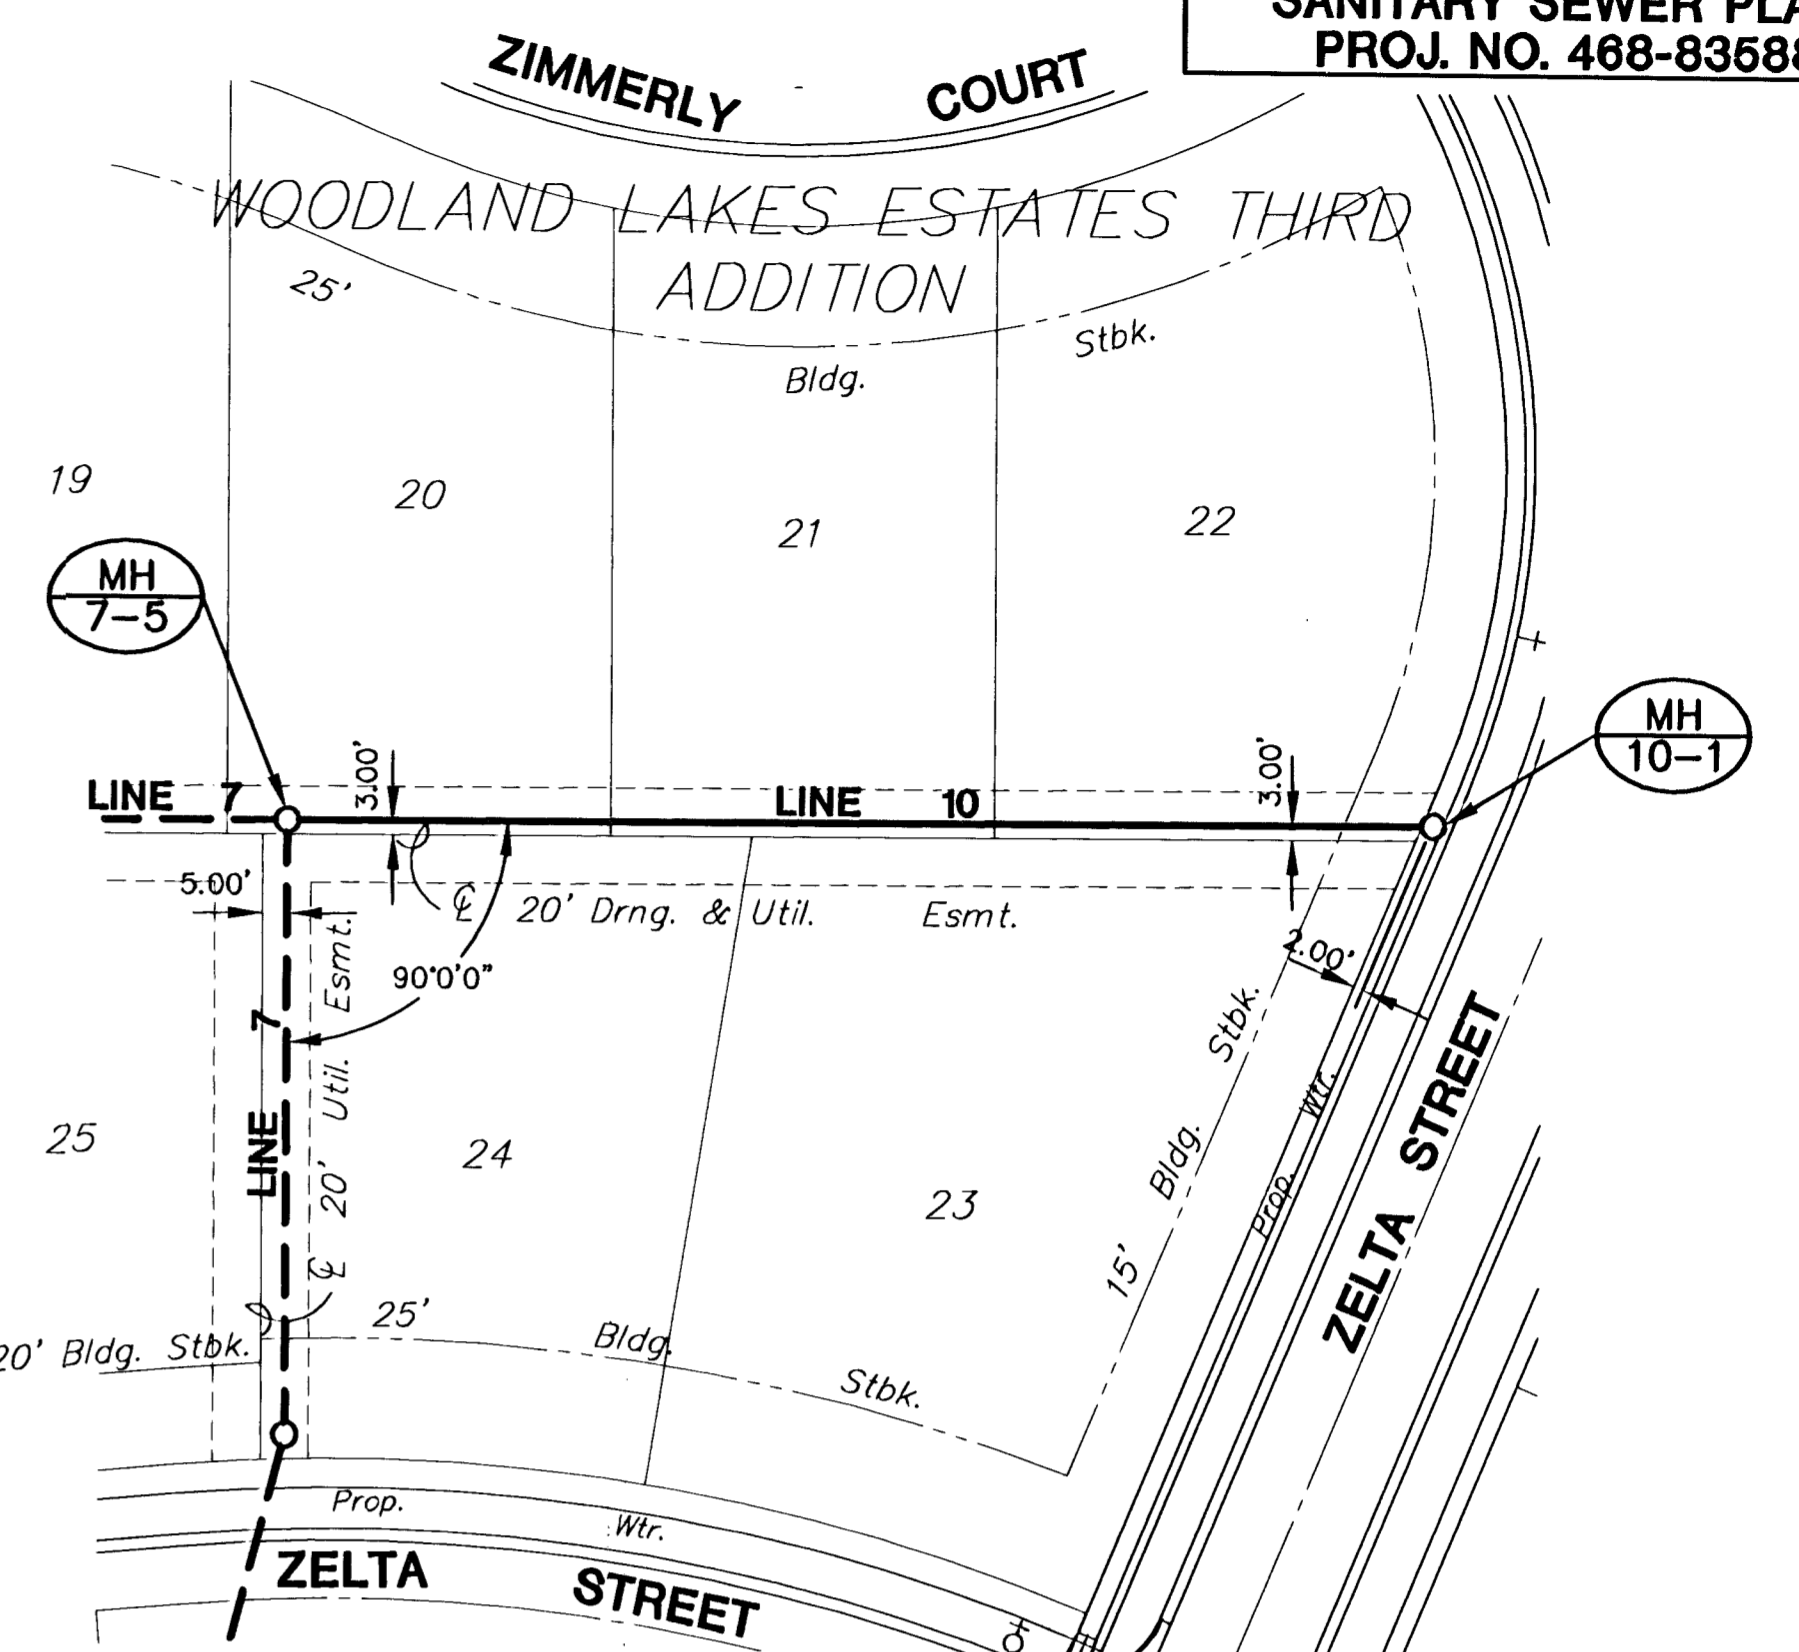 SANITARY SEWER
PROJ. NO. 468-83588
ZIMMERLY COURT
WOODLAND LAKES ESTATES THIRD
ADDITION
25'
Stbk.
Bldg.
19
20
21
22
MH
7-5
MH
10-1
3.00'
3.00'
LINE 7
LINE 10
5.00'
℄ 20' Drng. & Util. Esmt.
90°0'0"
2.00'
℄ 20' Util. Esmt.
LINE 7
25
24
23
15' Bldg. Stbk.
Prop. Wtr.
ZELTA STREET
25' Bldg. Stbk.
20' Bldg. Stbk.
Prop. Wtr.
ZELTA STREET